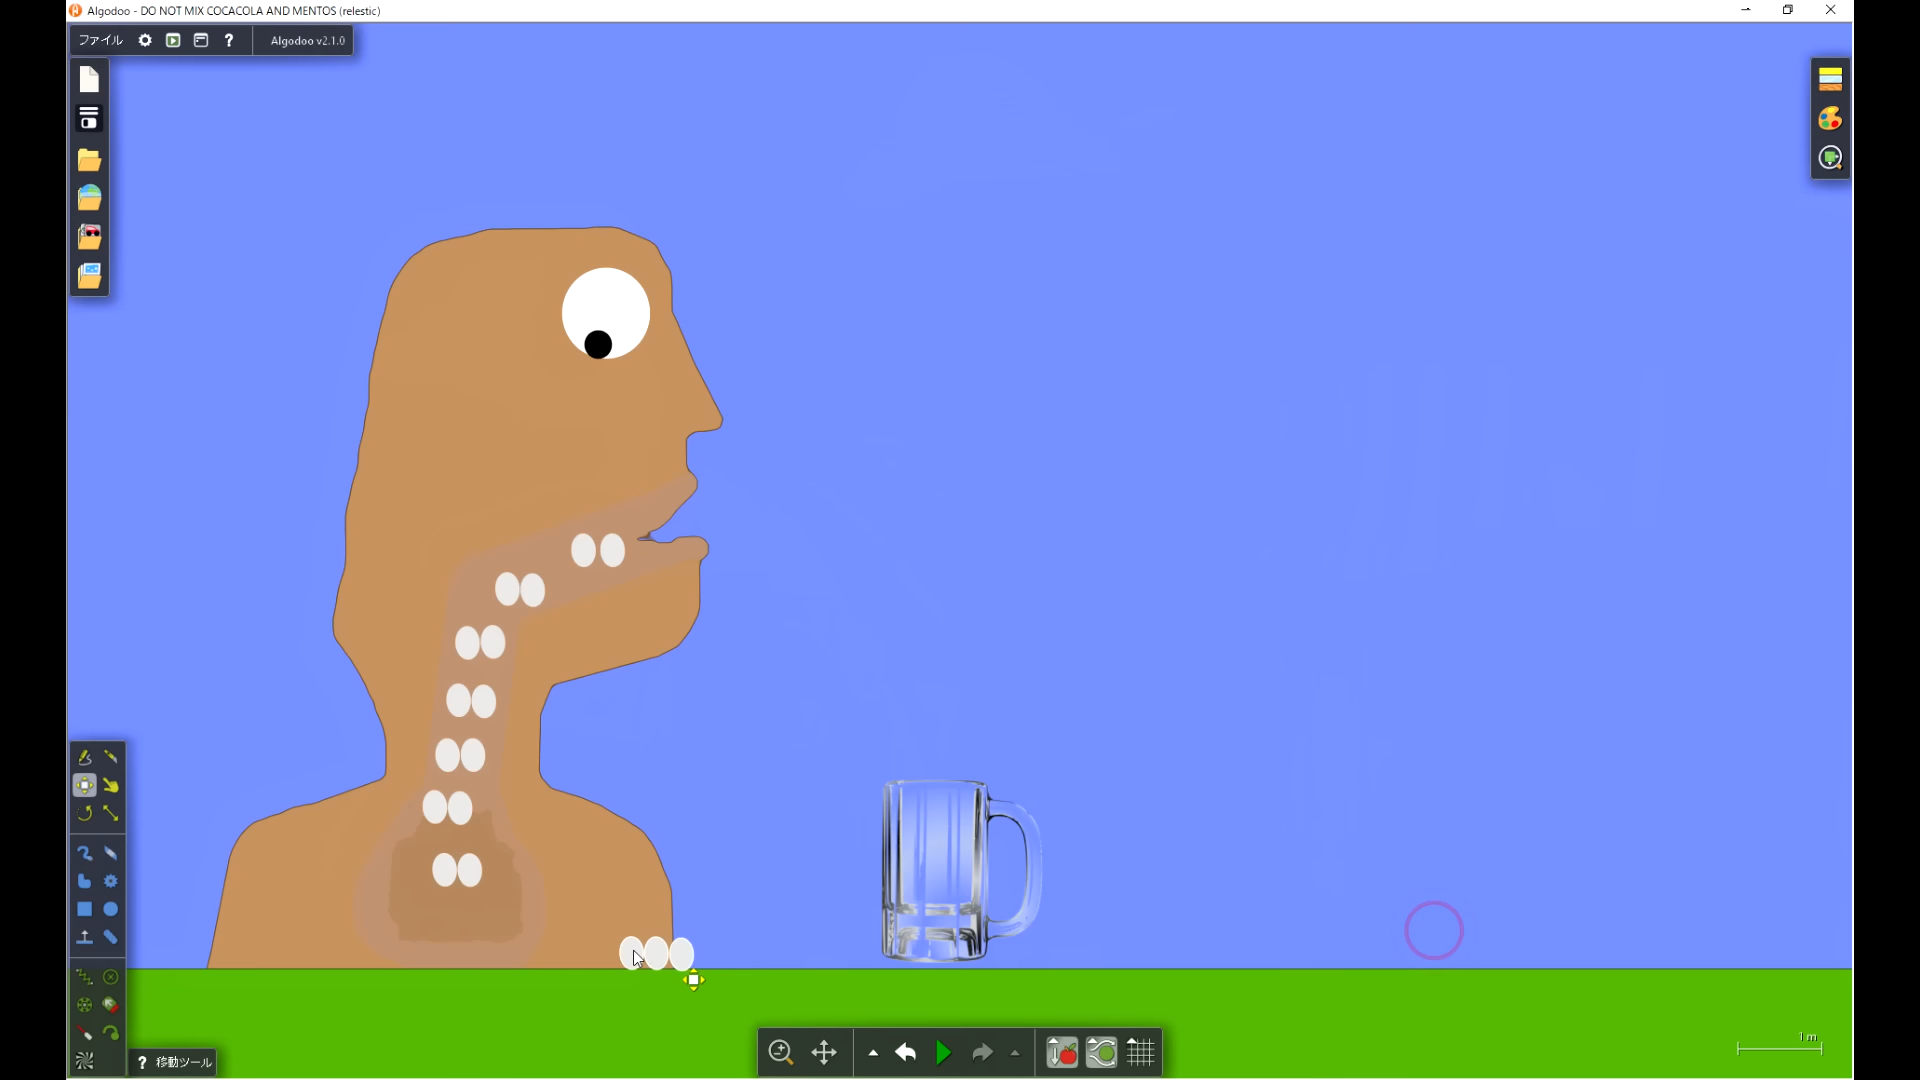 Algodoo - DO NOT MIX COCACOLA AND MENTOS (relestic)
ファイル ? Algodoo v2.1.0
1 m
? 移動ツール